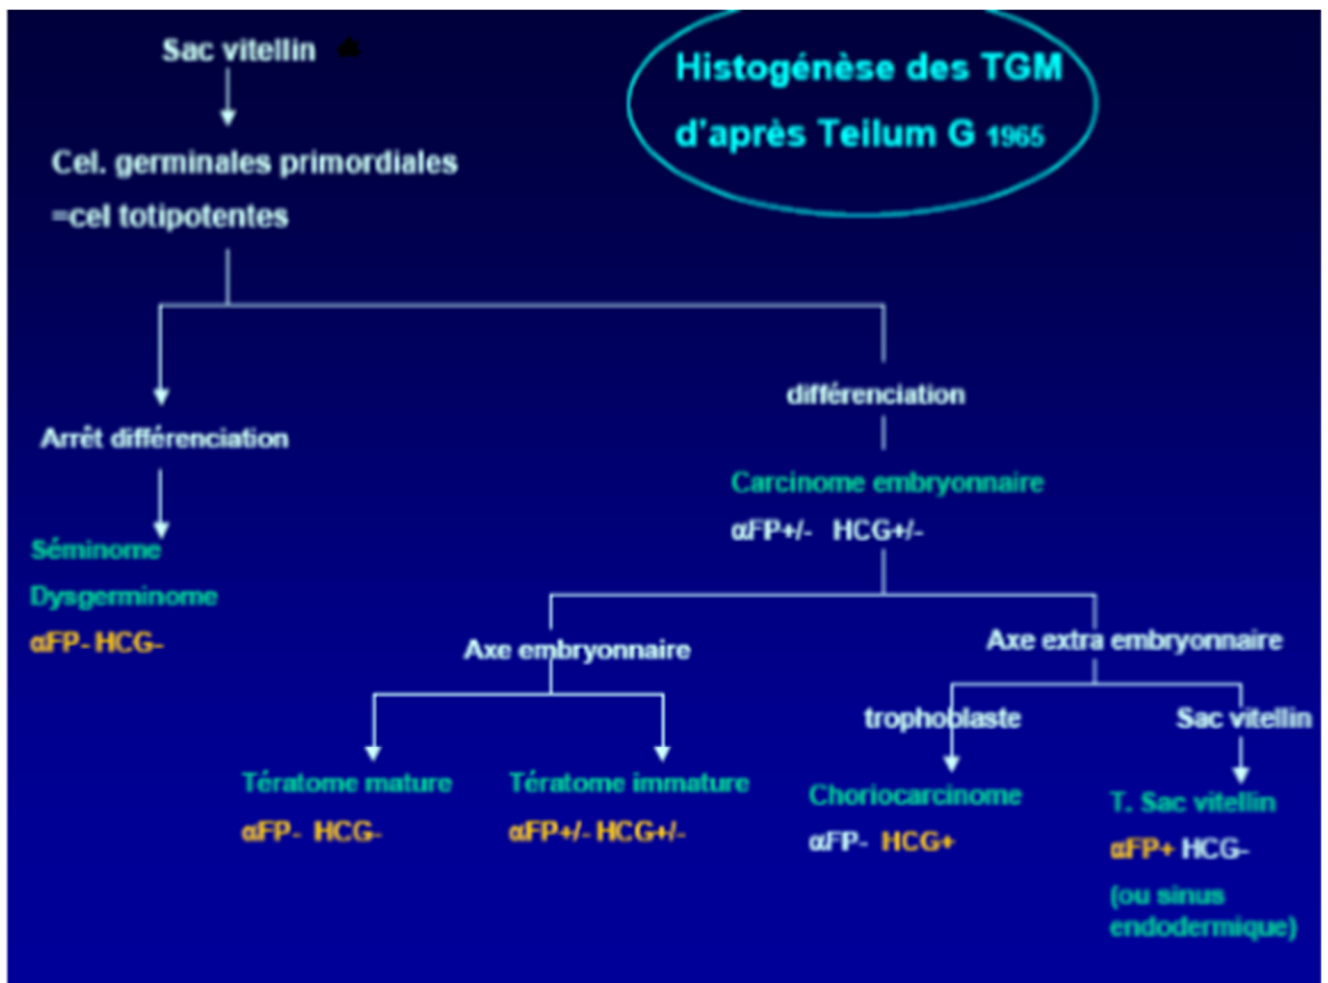 Sac vitellin
Histogénèse des TGM
d'après Teilum G 1965
Cel. germinales primordiales
=cel totipotentes
différenciation
Arrêt différenciation
Carcinome embryonnaire
αFP+/- HCG+/-
Séminome
Dysgerminome
αFP- HCG-
Axe embryonnaire
Axe extra embryonnaire
trophoblaste
Sac vitellin
Tératome mature
αFP- HCG-
Tératome immature
αFP+/- HCG+/-
Choriocarcinome
αFP- HCG+
T. Sac vitellin
αFP+ HCG-
(ou sinus
endodermique)